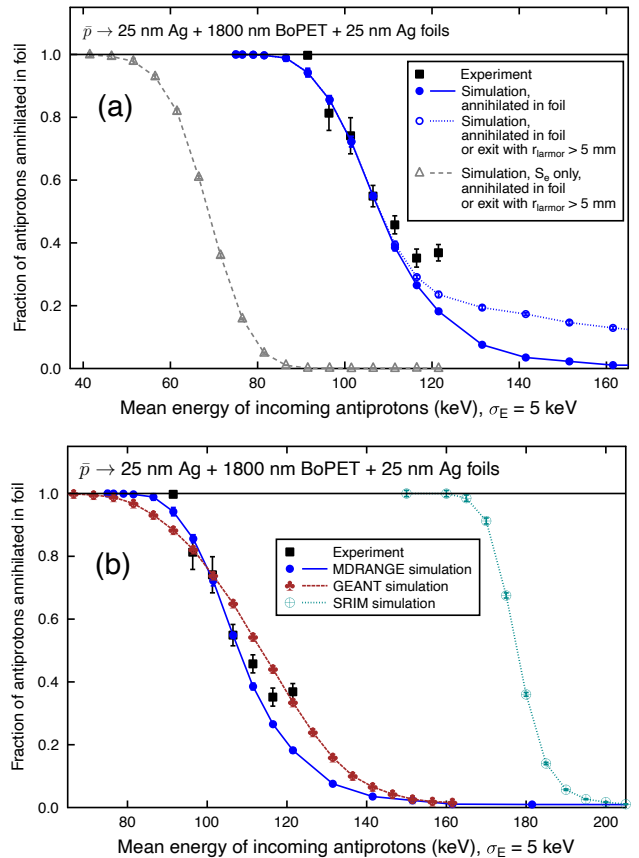 p̄ → 25 nm Ag + 1800 nm BoPET + 25 nm Ag foils
(a)
Experiment
Simulation,
annihilated in foil
Simulation,
annihilated in foil
or exit with r_larmor > 5 mm
Simulation, S_e only,
annihilated in foil
or exit with r_larmor > 5 mm
Fraction of antiprotons annihilated in foil
1.0
0.8
0.6
0.4
0.2
0.0
40 60 80 100 120 140 160
Mean energy of incoming antiprotons (keV), σ_E = 5 keV
p̄ → 25 nm Ag + 1800 nm BoPET + 25 nm Ag foils
(b)
Experiment
MDRANGE simulation
GEANT simulation
SRIM simulation
Fraction of antiprotons annihilated in foil
1.0
0.8
0.6
0.4
0.2
0.0
80 100 120 140 160 180 200
Mean energy of incoming antiprotons (keV), σ_E = 5 keV